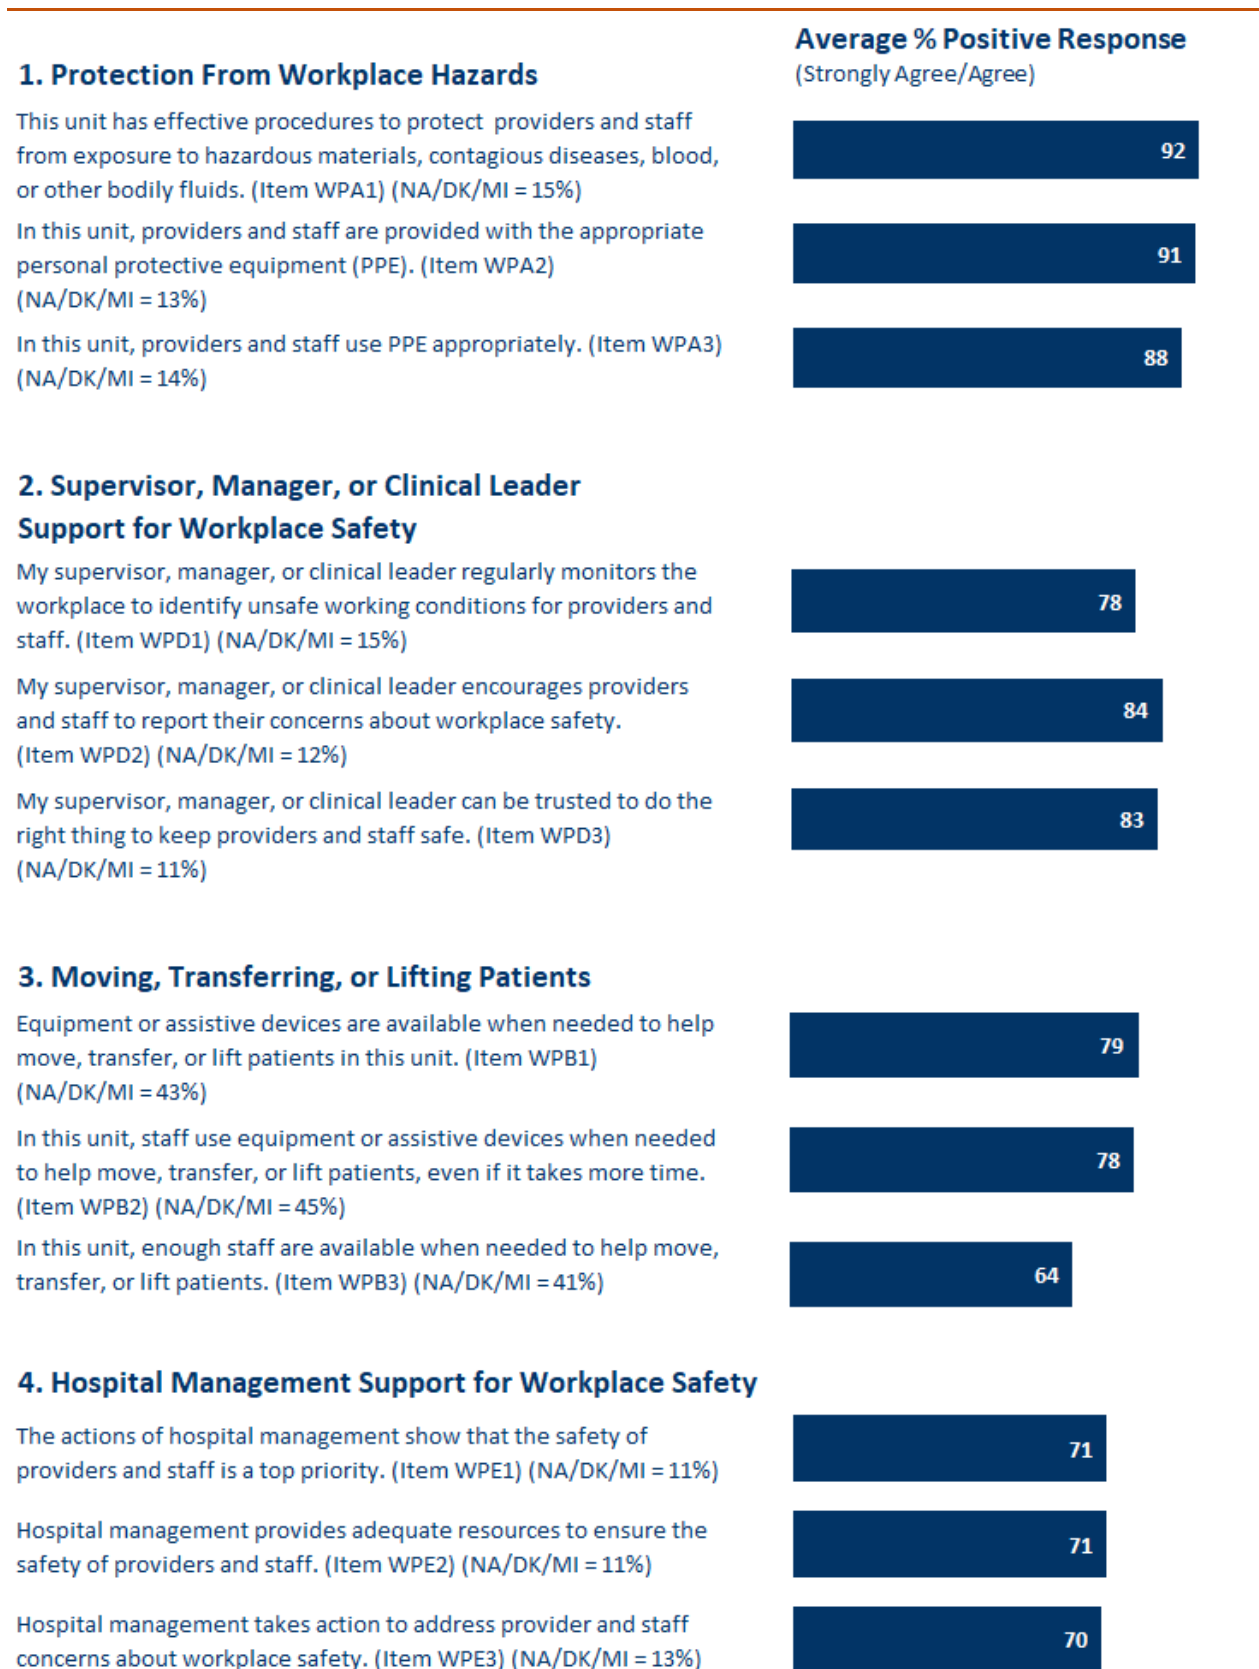 Average % Positive Response
(Strongly Agree/Agree)
1. Protection From Workplace Hazards
This unit has effective procedures to protect providers and staff
from exposure to hazardous materials, contagious diseases, blood,
or other bodily fluids. (Item WPA1) (NA/DK/MI = 15%)
92
In this unit, providers and staff are provided with the appropriate
personal protective equipment (PPE). (Item WPA2)
(NA/DK/MI = 13%)
91
In this unit, providers and staff use PPE appropriately. (Item WPA3)
(NA/DK/MI = 14%)
88
2. Supervisor, Manager, or Clinical Leader
Support for Workplace Safety
My supervisor, manager, or clinical leader regularly monitors the
workplace to identify unsafe working conditions for providers and
staff. (Item WPD1) (NA/DK/MI = 15%)
78
My supervisor, manager, or clinical leader encourages providers
and staff to report their concerns about workplace safety.
(Item WPD2) (NA/DK/MI = 12%)
84
My supervisor, manager, or clinical leader can be trusted to do the
right thing to keep providers and staff safe. (Item WPD3)
(NA/DK/MI = 11%)
83
3. Moving, Transferring, or Lifting Patients
Equipment or assistive devices are available when needed to help
move, transfer, or lift patients in this unit. (Item WPB1)
(NA/DK/MI = 43%)
79
In this unit, staff use equipment or assistive devices when needed
to help move, transfer, or lift patients, even if it takes more time.
(Item WPB2) (NA/DK/MI = 45%)
78
In this unit, enough staff are available when needed to help move,
transfer, or lift patients. (Item WPB3) (NA/DK/MI = 41%)
64
4. Hospital Management Support for Workplace Safety
The actions of hospital management show that the safety of
providers and staff is a top priority. (Item WPE1) (NA/DK/MI = 11%)
71
Hospital management provides adequate resources to ensure the
safety of providers and staff. (Item WPE2) (NA/DK/MI = 11%)
71
Hospital management takes action to address provider and staff
concerns about workplace safety. (Item WPE3) (NA/DK/MI = 13%)
70